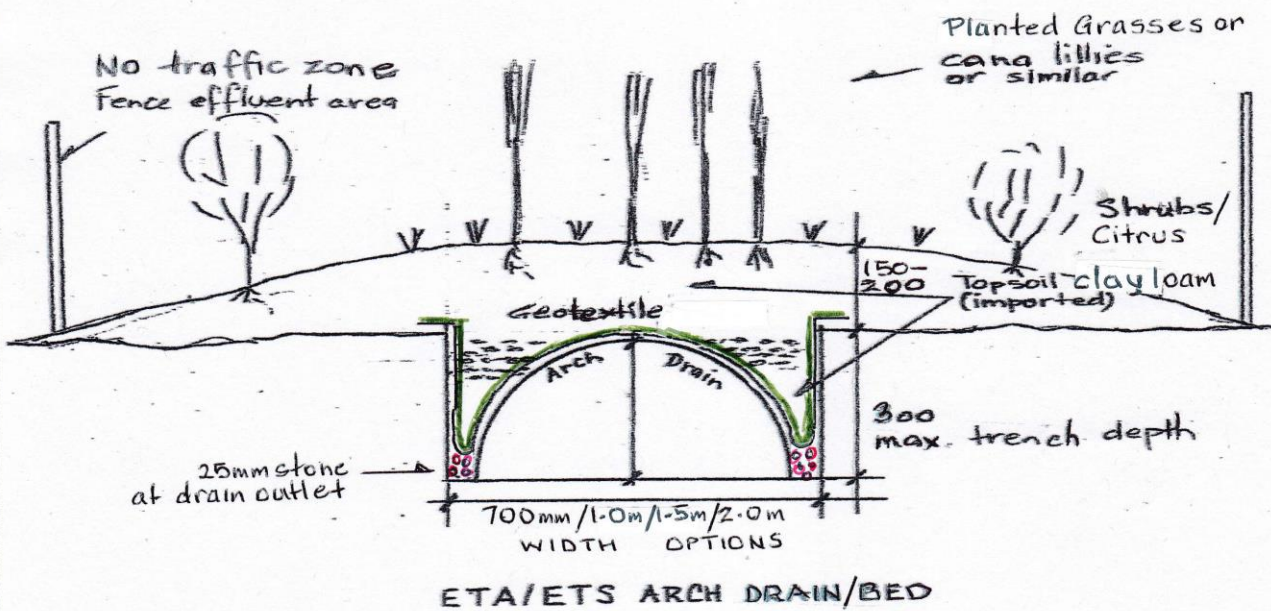 Planted Grasses or
cana lillies
or similar
No traffic zone
Fence effluent area
Shrubs/
Citrus
150-
200
Topsoil clay loam
(imported)
Geotextile
Arch Drain
300
max. trench depth
25mm stone
at drain outlet
700mm/1.0m/1.5m/2.0m
WIDTH OPTIONS
ETA/ETS ARCH DRAIN/BED